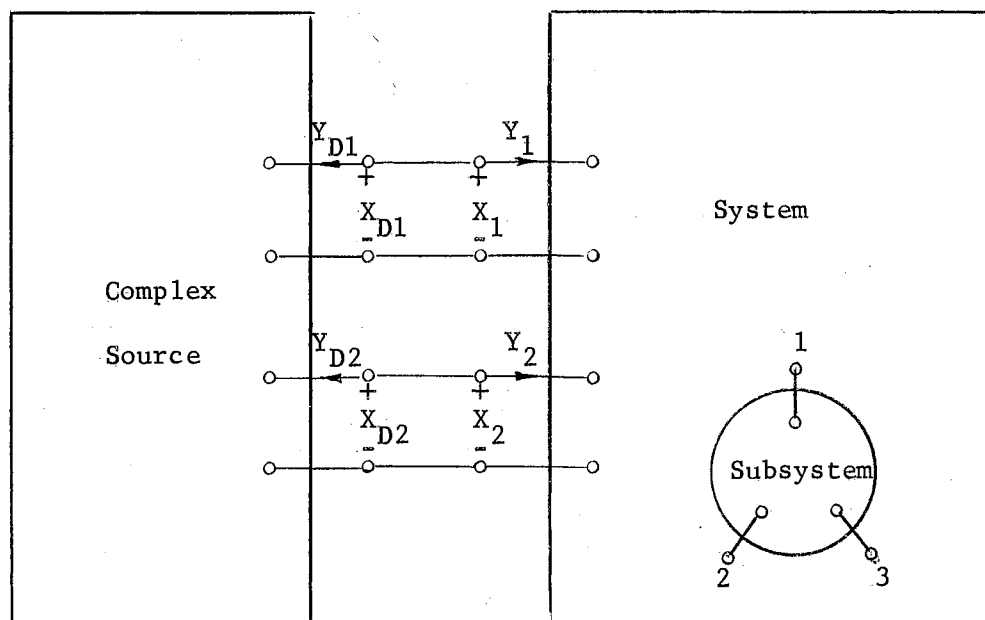 Y_D1 Y_1
+ +
X_D1 X_1
- -
System
Complex
Source
Y_D2 Y_2
+ +
X_D2 X_2
- -
1
Subsystem
2 3